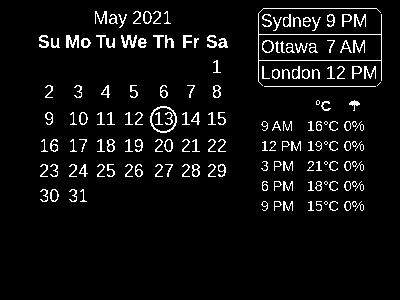 May 2021
Su Mo Tu We Th Fr Sa
1
2 3 4 5 6 7 8
9 10 11 12 13 14 15
16 17 18 19 20 21 22
23 24 25 26 27 28 29
30 31
Sydney 9 PM
Ottawa 7 AM
London 12 PM
°C
9 AM 16°C 0%
12 PM 19°C 0%
3 PM 21°C 0%
6 PM 18°C 0%
9 PM 15°C 0%